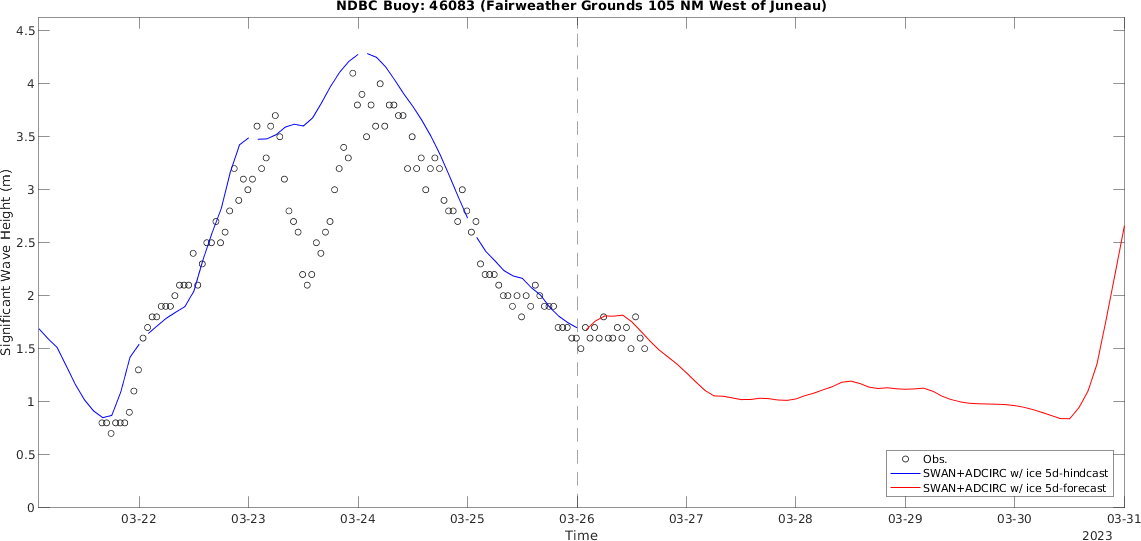 NDBC Buoy: 46083 (Fairweather Grounds 105 NM West of Juneau)
4.5
4
3.5
3
2.5
2
1.5
1
0.5
0
Significant Wave Height (m)
Obs.
SWAN+ADCIRC w/ ice 5d-hindcast
SWAN+ADCIRC w/ ice 5d-forecast
03-22 03-23 03-24 03-25 03-26 03-27 03-28 03-29 03-30 03-31
Time
2023